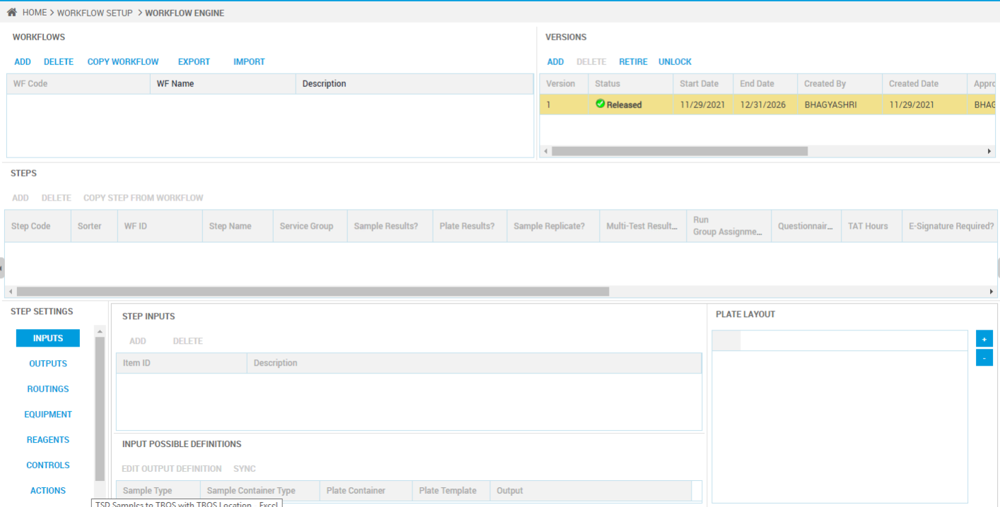 HOME > WORKFLOW SETUP > WORKFLOW ENGINE
WORKFLOWS
ADD DELETE COPY WORKFLOW EXPORT IMPORT
WF Code WF Name Description
VERSIONS
ADD DELETE RETIRE UNLOCK
Version Status Start Date End Date Created By Created Date Appro
1 Released 11/29/2021 12/31/2026 BHAGYASHRI 11/29/2021 BHAG
STEPS
ADD DELETE COPY STEP FROM WORKFLOW
Step Code Sorter WF ID Step Name Service Group Sample Results? Plate Results? Sample Replicate? Multi-Test Result... Run Group Assignme... Questionnair... TAT Hours E-Signature Required?
STEP SETTINGS
INPUTS
OUTPUTS
ROUTINGS
EQUIPMENT
REAGENTS
CONTROLS
ACTIONS
STEP INPUTS
ADD DELETE
Item ID Description
INPUT POSSIBLE DEFINITIONS
EDIT OUTPUT DEFINITION SYNC
Sample Type Sample Container Type Plate Container Plate Template Output
TSD Samples to TBOS with TBOS Location - Excel
PLATE LAYOUT
+
-